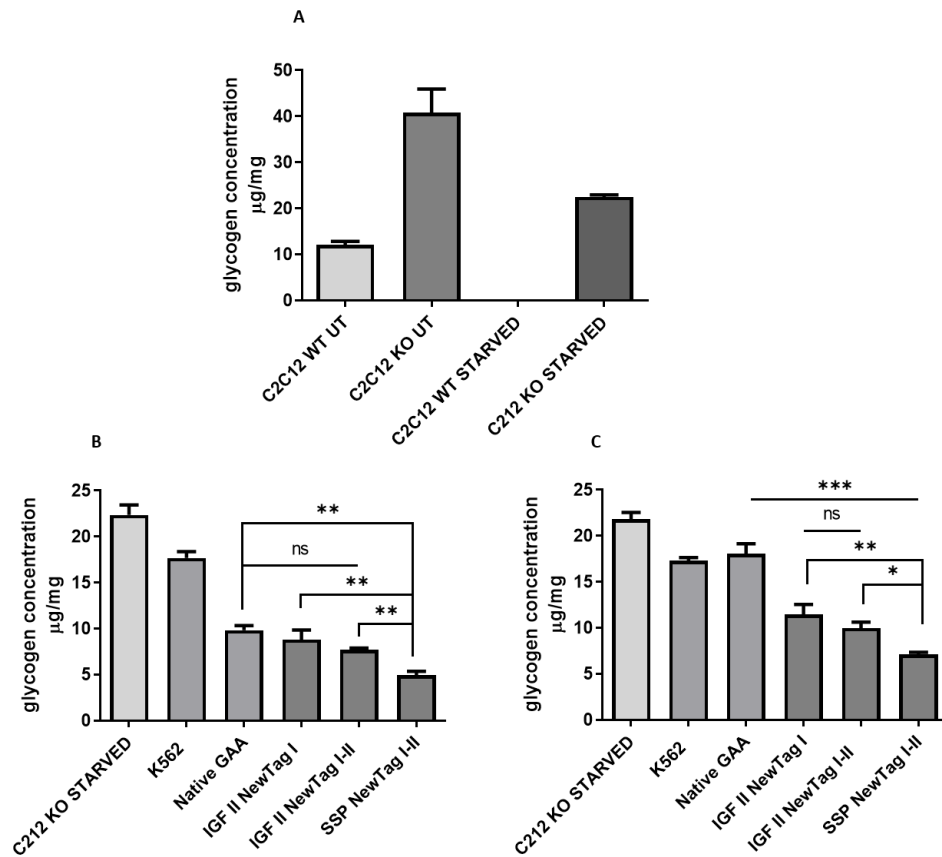 A
glycogen concentration
µg/mg
50
40
30
20
10
0
C2C12 WT UT
C2C12 KO UT
C2C12 WT STARVED
C212 KO STARVED
B
glycogen concentration
µg/mg
25
20
15
10
5
0
**
ns
**
**
C212 KO STARVED
K562
Native GAA
IGF II NewTag I
IGF II NewTag I-II
SSP NewTag I-II
C
glycogen concentration
µg/mg
25
20
15
10
5
0
***
ns
**
*
C212 KO STARVED
K562
Native GAA
IGF II NewTag I
IGF II NewTag I-II
SSP NewTag I-II